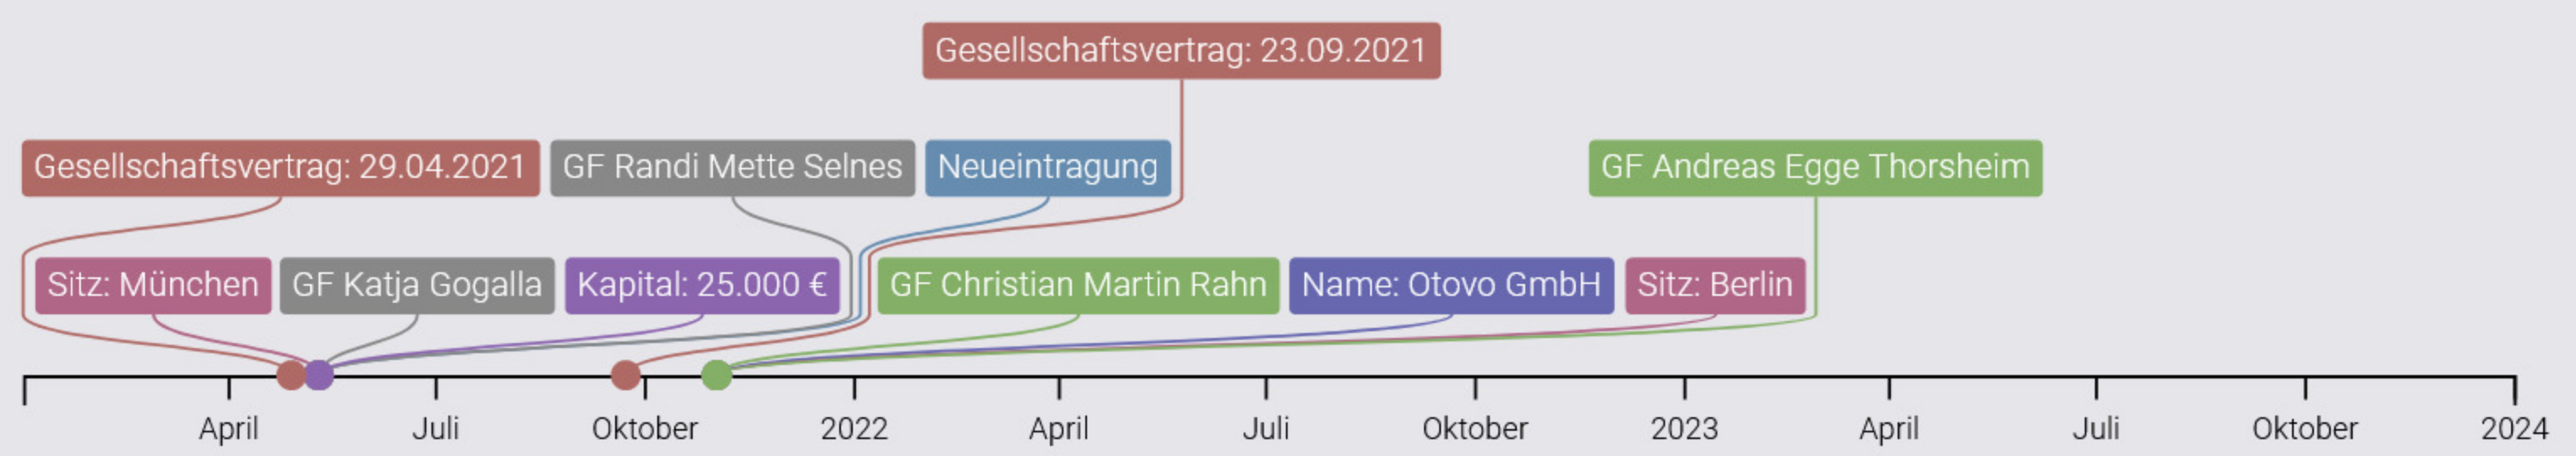 Gesellschaftsvertrag: 23.09.2021
Gesellschaftsvertrag: 29.04.2021
GF Randi Mette Selnes
Neueintragung
GF Andreas Egge Thorsheim
Sitz: München
GF Katja Gogalla
Kapital: 25.000 €
GF Christian Martin Rahn
Name: Otovo GmbH
Sitz: Berlin
April
Juli
Oktober
2022
April
Juli
Oktober
2023
April
Juli
Oktober
2024